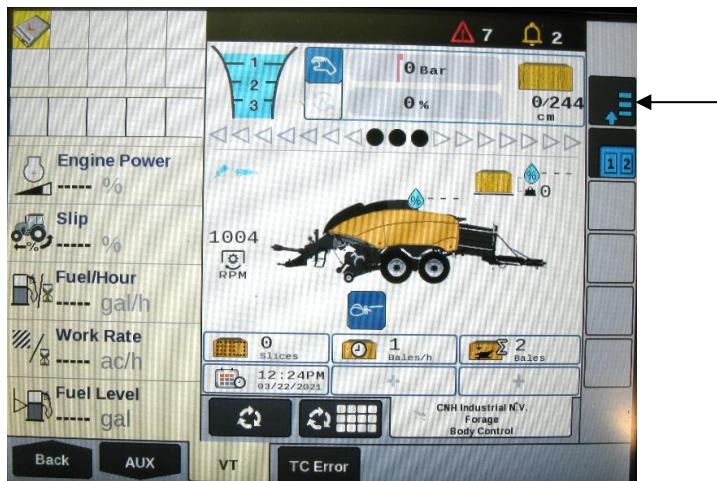 7
2
1
2
3
0 Bar
0 %
0/244
cm
1 2
Engine Power
----- %
Slip
----- %
Fuel/Hour
----- gal/h
Work Rate
----- ac/h
Fuel Level
----- gal
%
% ---
---
0
1004
RPM
0
Slices
1
Bales/h
Σ 2
Bales
12:24PM
03/22/2021
+
+
CNH Industrial N.V.
Forage
Body Control
Back
AUX
VT
TC Error